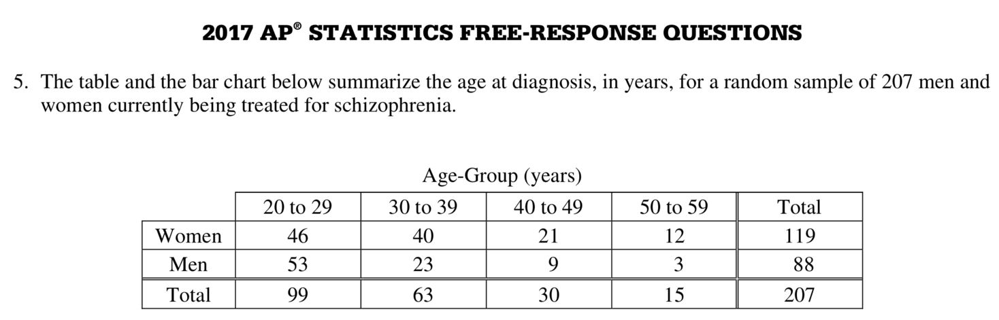 2017 AP® STATISTICS FREE-RESPONSE QUESTIONS
5. The table and the bar chart below summarize the age at diagnosis, in years, for a random sample of 207 men and
women currently being treated for schizophrenia.
Age-Group (years)
20 to 29 30 to 39 40 to 49 50 to 59 Total
Women 46 40 21 12 119
Men 53 23 9 3 88
Total 99 63 30 15 207